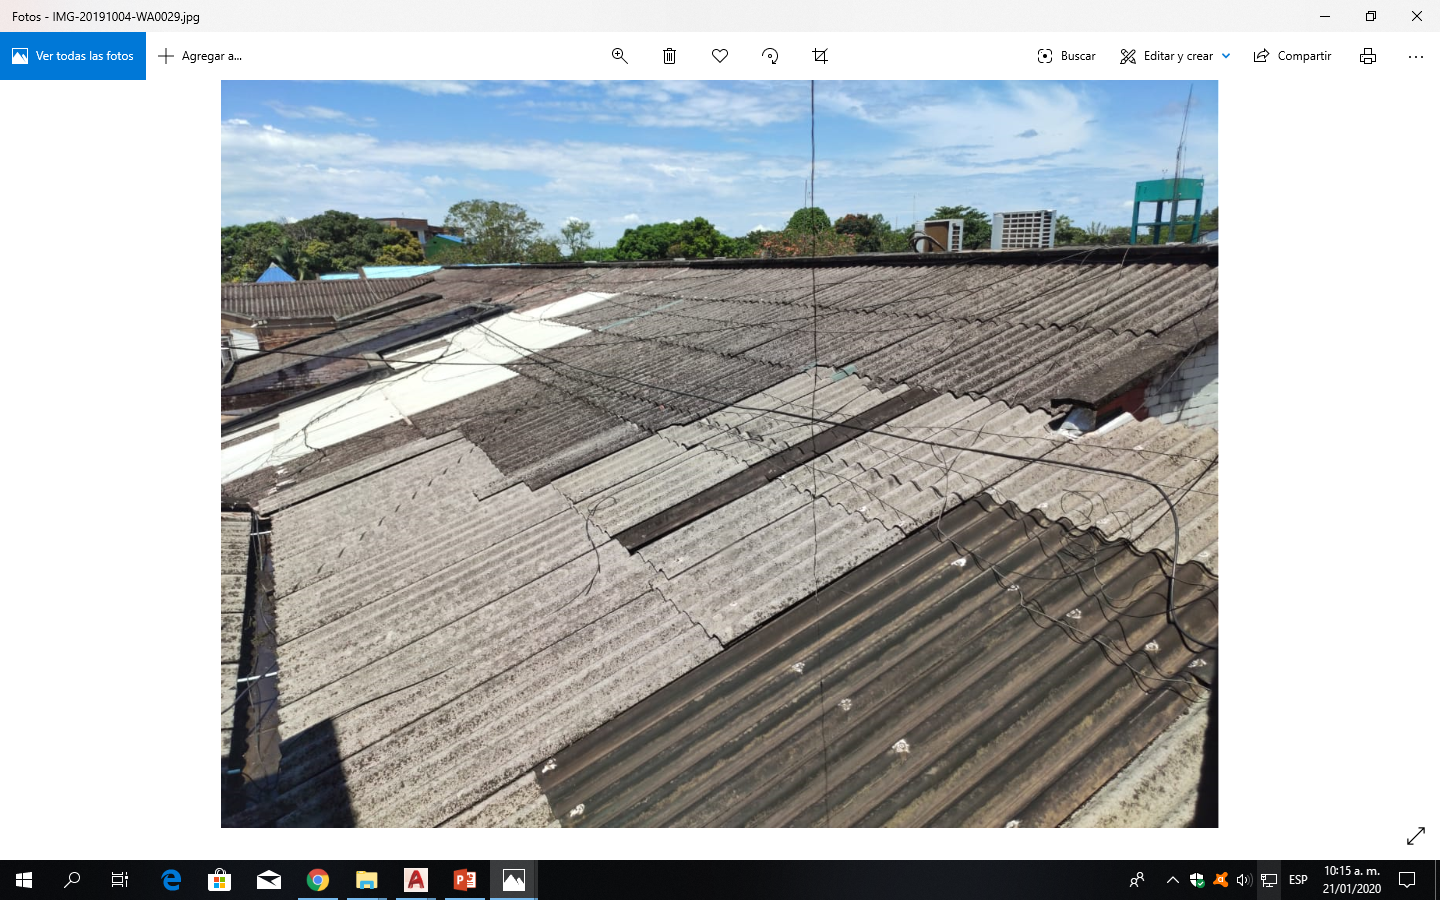 Fotos - IMG-20191004-WA0029.jpg
Ver todas las fotos
Agregar a...
Buscar
Editar y crear
Compartir
ESP
10:15 a. m.
21/01/2020